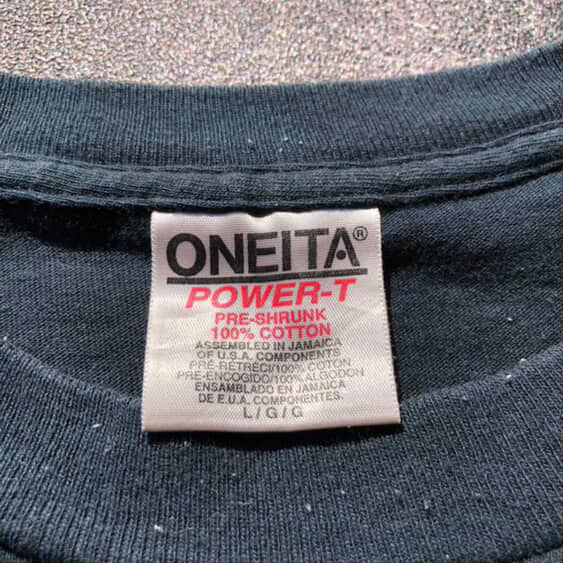 ONEITA®
POWER-T
PRE-SHRUNK
100% COTTON
ASSEMBLED IN JAMAICA
OF U.S.A. COMPONENTS
PRE-RÉTRÉCI/100% COTON
PRE-ENCOGIDO/100% ALGODON
ENSAMBLADO EN JAMAICA
DE E.U.A. COMPONENTES.
L/G/G